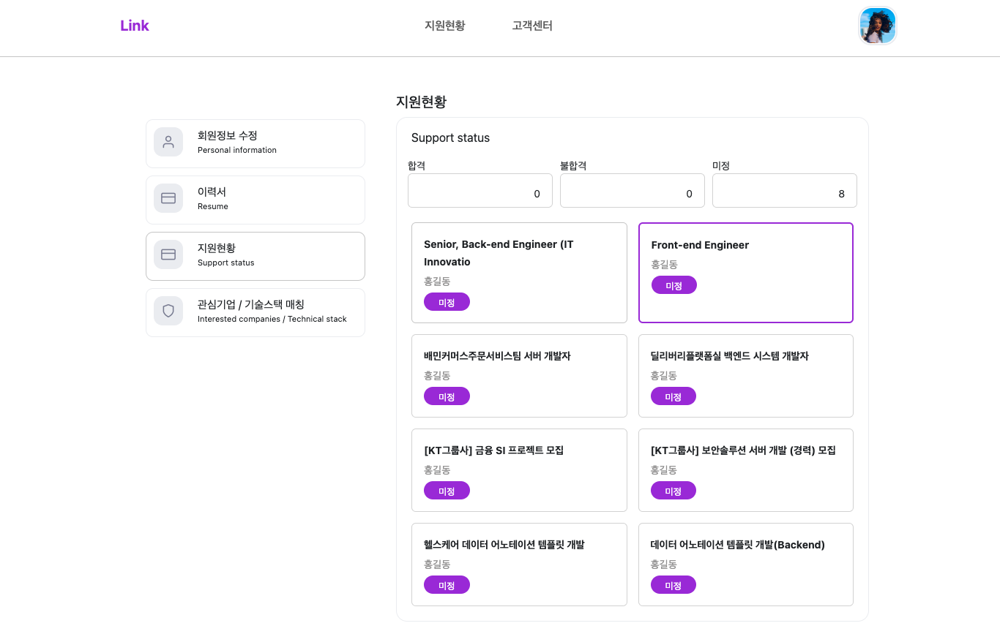 Link
지원현황
고객센터
회원정보 수정
Personal information
이력서
Resume
지원현황
Support status
관심기업 / 기술스택 매칭
Interested companies / Technical stack
지원현황
Support status
합격
불합격
미정
0
0
8
Senior, Back-end Engineer (IT
Innovatio
홍길동
미정
Front-end Engineer
홍길동
미정
배민커머스주문서비스팀 서버 개발자
홍길동
미정
딜리버리플랫폼실 백엔드 시스템 개발자
홍길동
미정
[KT그룹사] 금융 SI 프로젝트 모집
홍길동
미정
[KT그룹사] 보안솔루션 서버 개발 (경력) 모집
홍길동
미정
헬스케어 데이터 어노테이션 템플릿 개발
홍길동
미정
데이터 어노테이션 템플릿 개발(Backend)
홍길동
미정